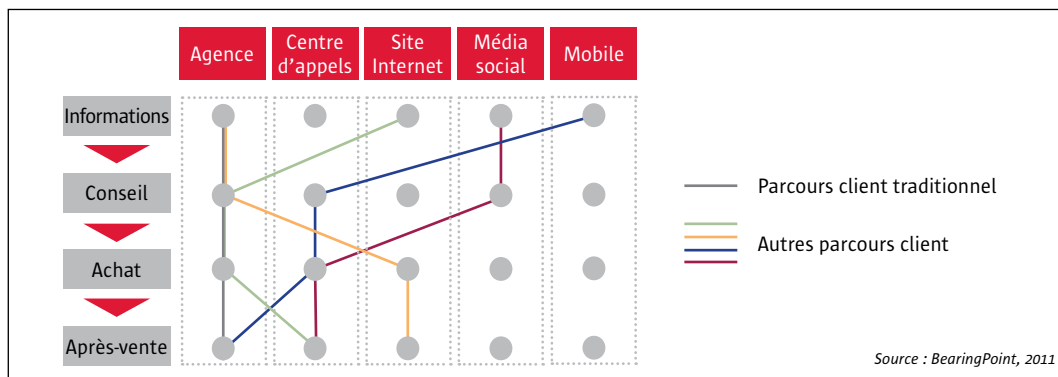 Agence
Centre
d'appels
Site
Internet
Média
social
Mobile
Informations
Conseil
Achat
Après-vente
Parcours client traditionnel
Autres parcours client
Source : BearingPoint, 2011